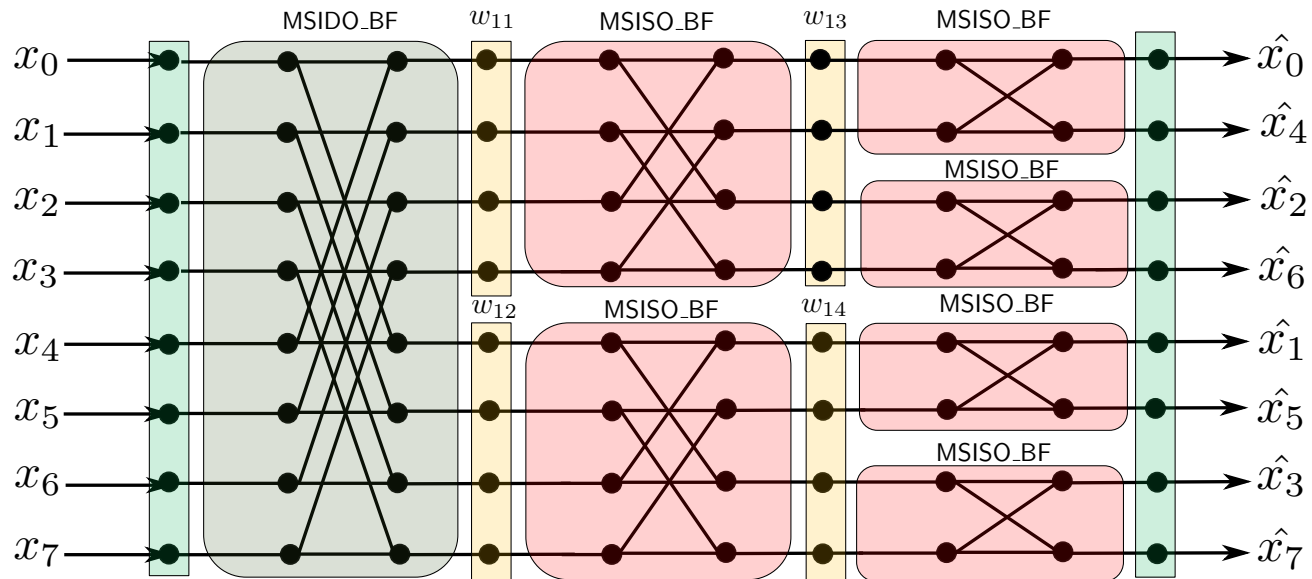 MSIDO_BF
w₁₁
MSISO_BF
w₁₃
MSISO_BF
x₀
x̂₀
x₁
x̂₄
MSISO_BF
x₂
x̂₂
x₃
x̂₆
w₁₂
MSISO_BF
w₁₄
MSISO_BF
x₄
x̂₁
x₅
x̂₅
MSISO_BF
x₆
x̂₃
x₇
x̂₇